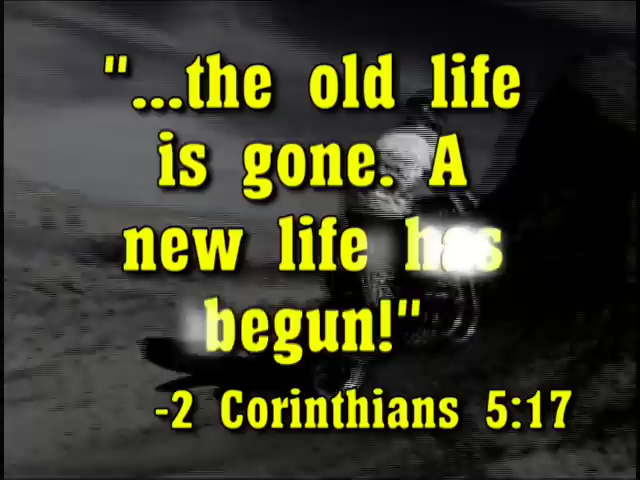 "...the old life
is gone. A
new life has
begun!"
-2 Corinthians 5:17